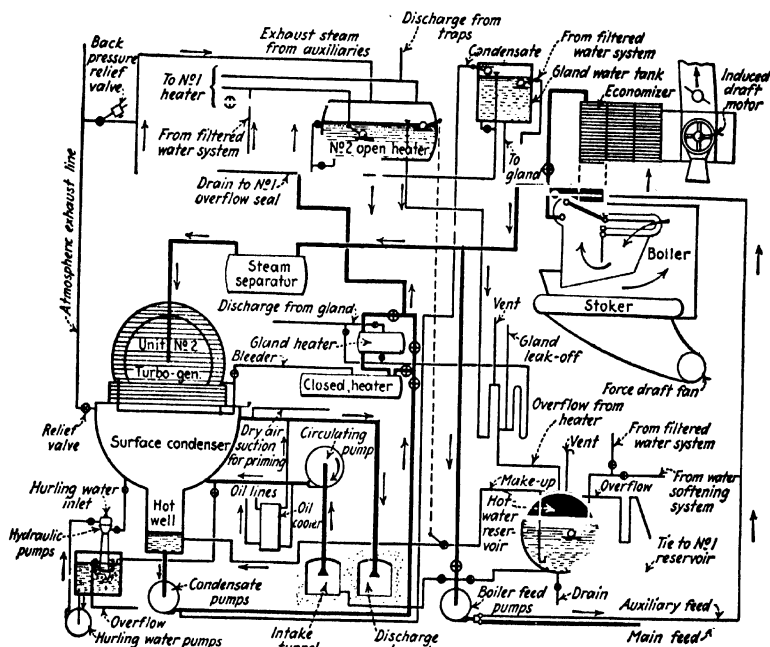 Discharge from
traps
Exhaust steam
from auxiliaries
Back
pressure
relief
valve
To Nº1
heater
From filtered
water system
Nº2 open heater
Drain to Nº1
overflow seal
Condensate
From filtered
water system
Gland water tank
Economizer
Induced
draft
motor
To
gland
Atmospheric exhaust line
Steam
separator
Boiler
Stoker
Force draft fan
Discharge from gland
Gland heater
Bleeder
Closed heater
Unit Nº2
Turbo-gen.
Vent
Gland
leak-off
Overflow from
heater
Vent
From filtered
water system
From water
softening
system
Overflow
Relief
valve
Surface condenser
Dry air
suction
for priming
Circulating
pump
Make-up
Hot
water
reser-
voir
Tie to Nº1
reservoir
Hurling water
inlet
Hydraulic
pumps
Hot
well
Oil lines
Oil
cooler
Condensate
pumps
Overflow
Hurling water pumps
Intake
Discharge
Boiler feed
pumps
Drain
Auxiliary feed
Main feed